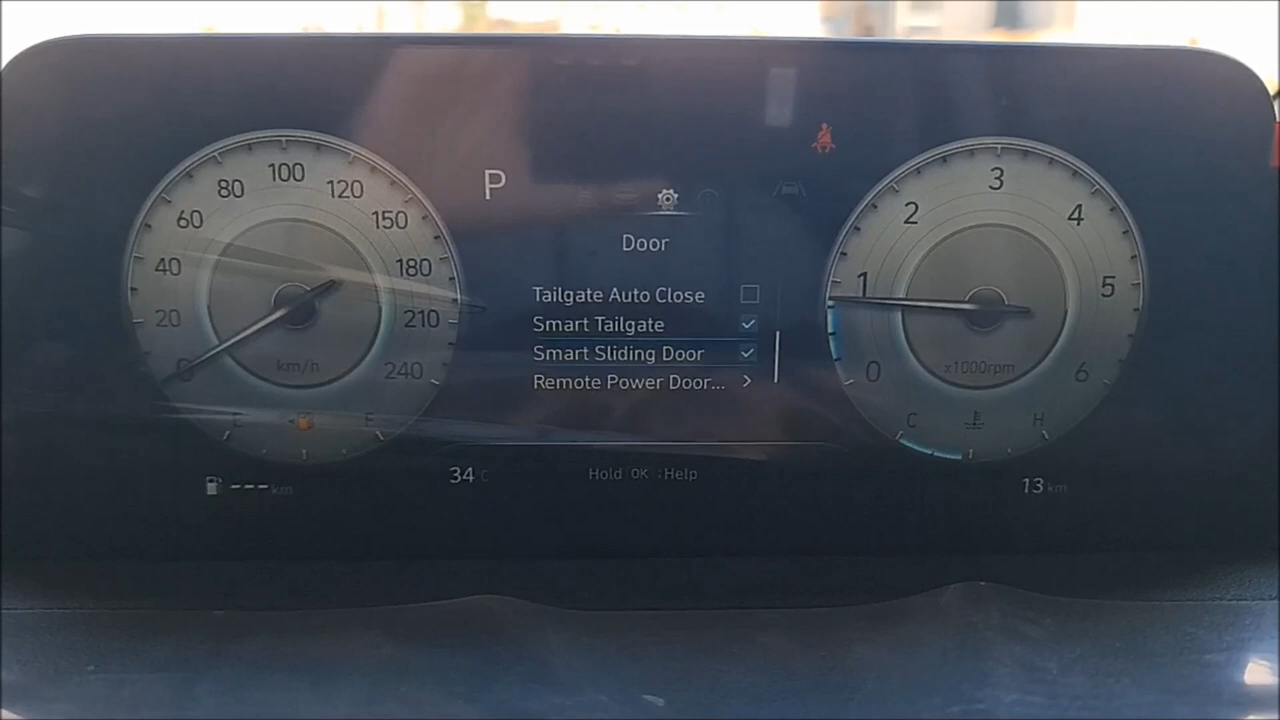 P
Door
Tailgate Auto Close
Smart Tailgate
Smart Sliding Door
Remote Power Door...
Hold OK : Help
0 20 40 60 80 100 120 150 180 210 240
km/h
E F
--- km
34 °C
0 1 2 3 4 5 6
x1000rpm
C H
13 km